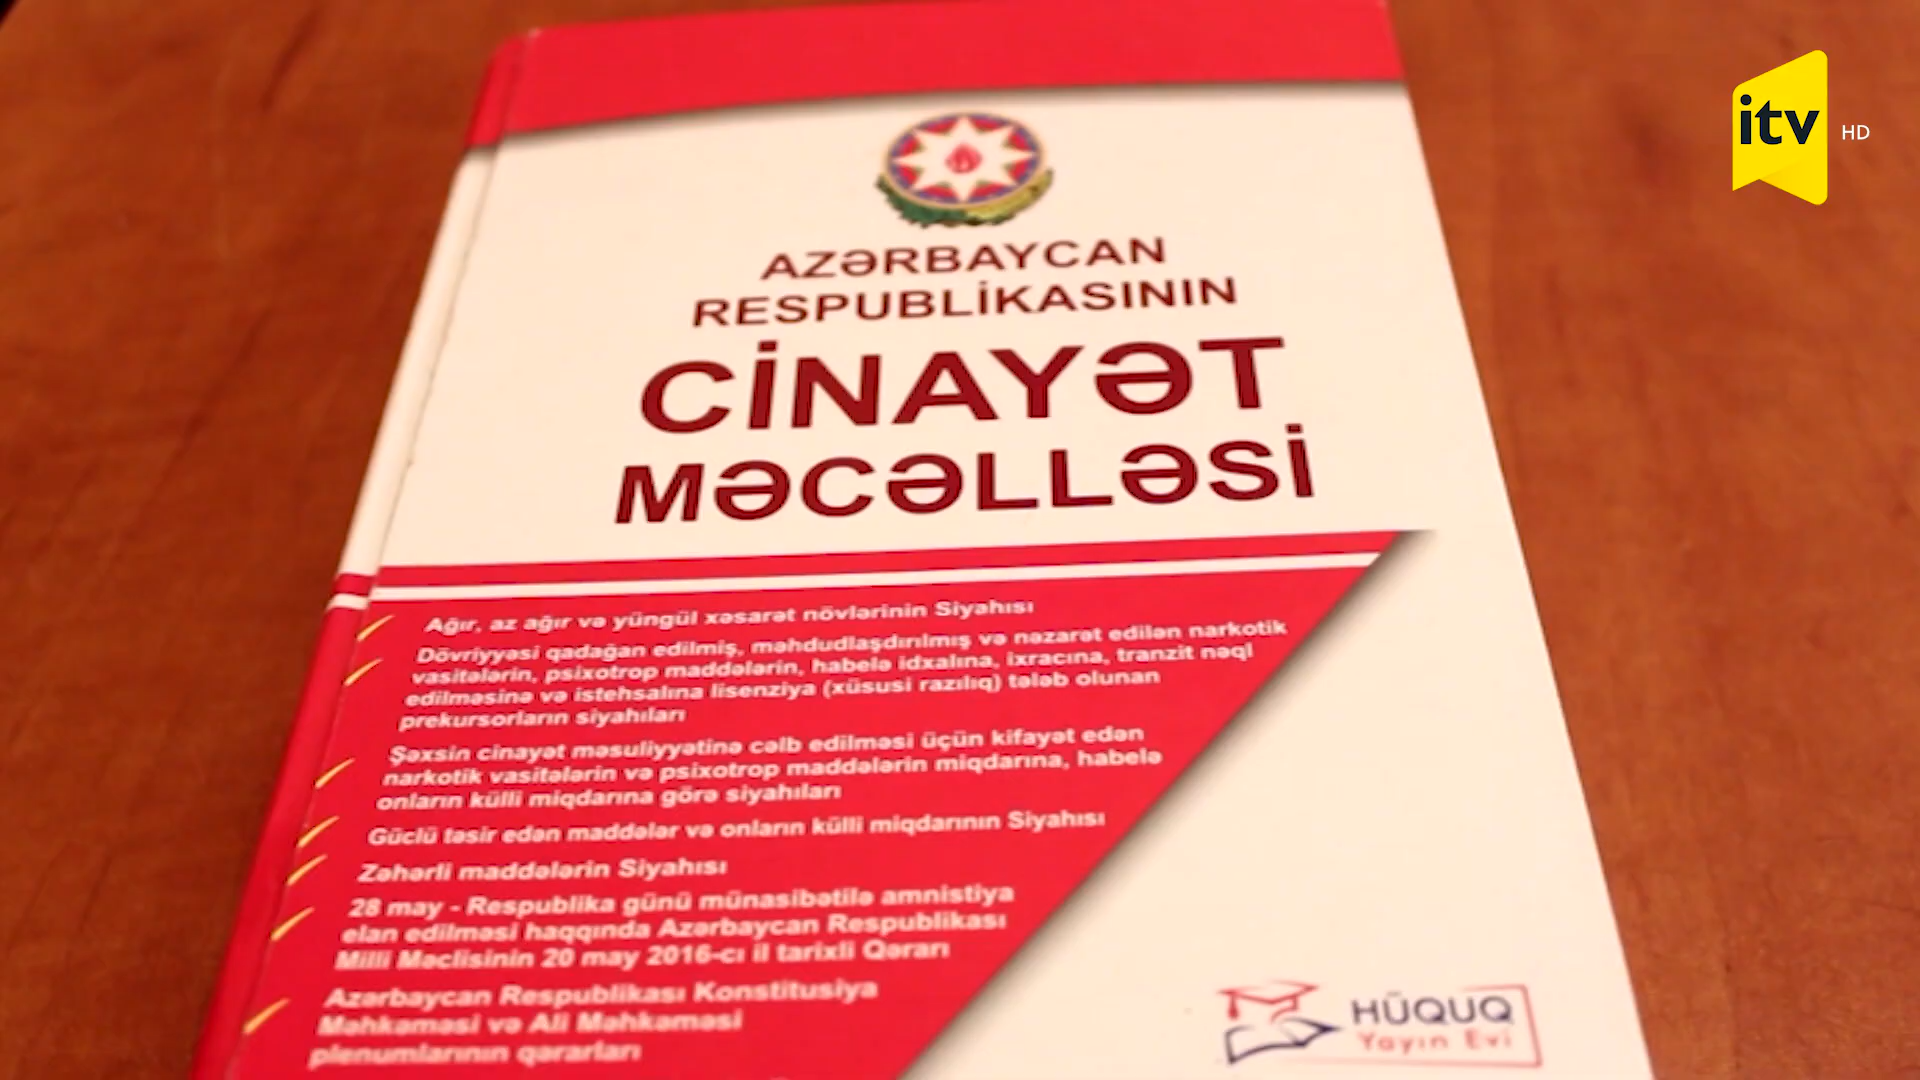 itv HD
AZƏRBAYCAN
RESPUBLİKASININ
CİNAYƏT
MƏCƏLLƏSİ
Ağır, az ağır və yüngül xəsarət növlərinin Siyahısı
Dövriyyəsi qadağan edilmiş, məhdudlaşdırılmış və nəzarət edilən narkotik
vasitələrin, psixotrop maddələrin, habelə idxalına, ixracına, tranzit nəql
edilməsinə və istehsalına lisenziya (xüsusi razılıq) tələb olunan
prekursorların siyahıları
Şəxsin cinayət məsuliyyətinə cəlb edilməsi üçün kifayət edən
narkotik vasitələrin və psixotrop maddələrin miqdarına, habelə
onların külli miqdarına görə siyahıları
Güclü təsir edən maddələr və onların külli miqdarının Siyahısı
Zəhərli maddələrin Siyahısı
28 may - Respublika günü münasibətilə amnistiya
elan edilməsi haqqında Azərbaycan Respublikası
Milli Məclisinin 20 may 2016-cı il tarixli Qərarı
Azərbaycan Respublikası Konstitusiya
Məhkəməsi və Ali Məhkəməsi
plenumlarının qərarları
HÜQUQ
Yayın Evi